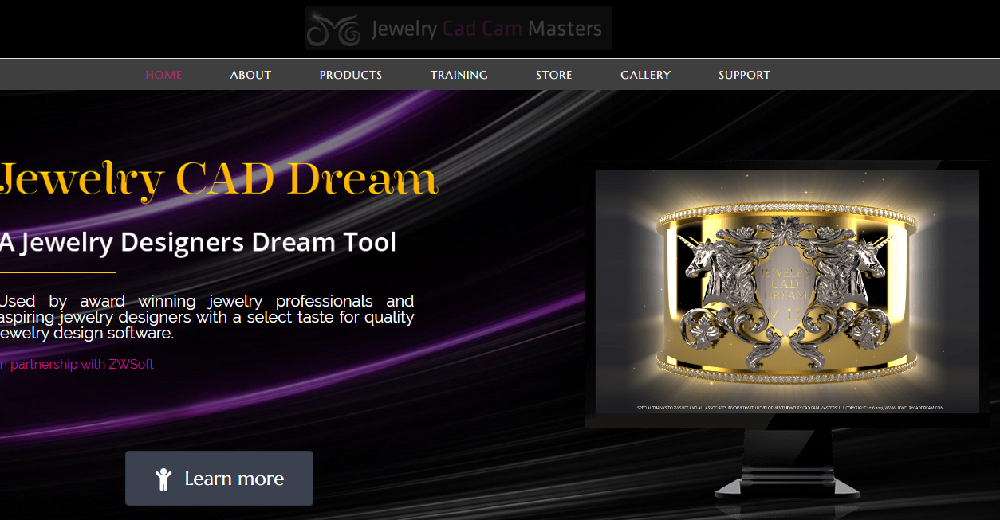 Jewelry Cad Cam Masters
HOME ABOUT PRODUCTS TRAINING STORE GALLERY SUPPORT
Jewelry CAD Dream
A Jewelry Designers Dream Tool
Used by award winning jewelry professionals and
aspiring jewelry designers with a select taste for quality
ewelry design software.
n partnership with ZWSoft
Learn more
JEWELRY
CAD
DREAM
SPECIAL THANKS TO ZWSOFT AND ALL ASSOCIATES INVOLVED WITH DEVELOPMENT! JEWELRY CAD CAM MASTERS, LLC COPYRIGHT 2016/2017/ WWW.JEWELRYCADDREAM.COM